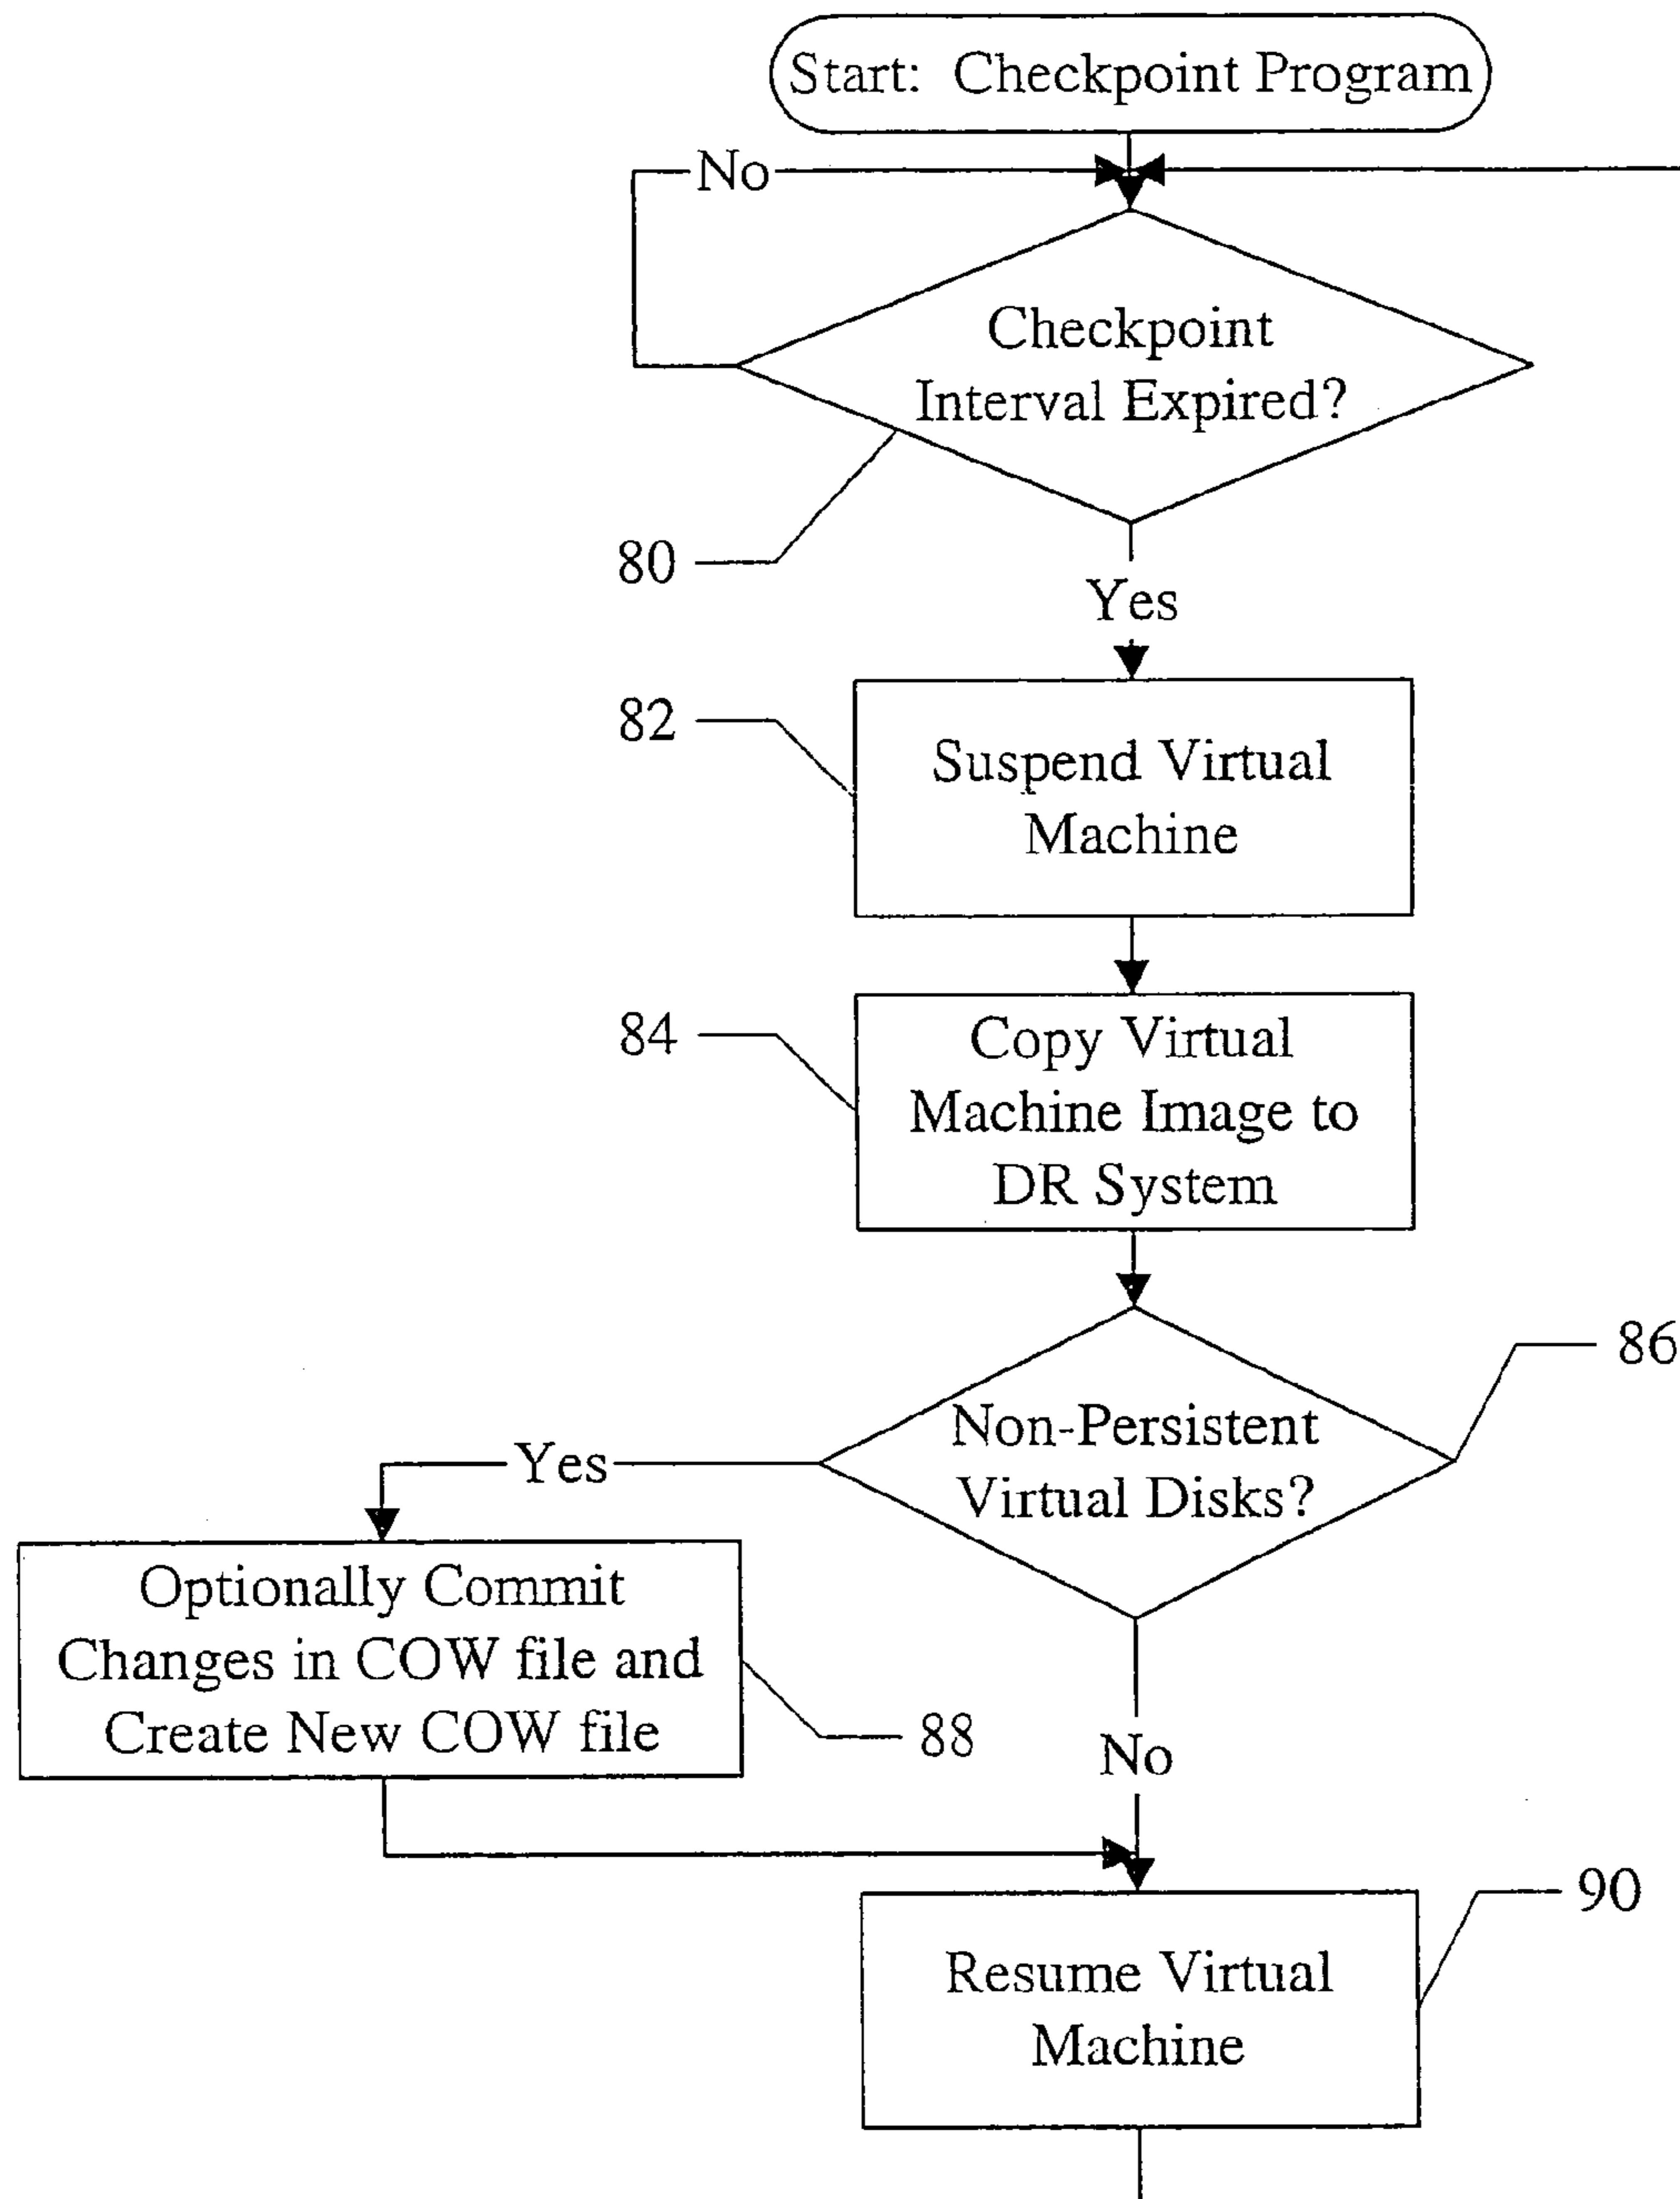 Start: Checkpoint Program
No
Checkpoint
Interval Expired?
80
Yes
82
Suspend Virtual
Machine
84
Copy Virtual
Machine Image to
DR System
86
Non-Persistent
Virtual Disks?
Yes
Optionally Commit
Changes in COW file and
Create New COW file
88
No
90
Resume Virtual
Machine